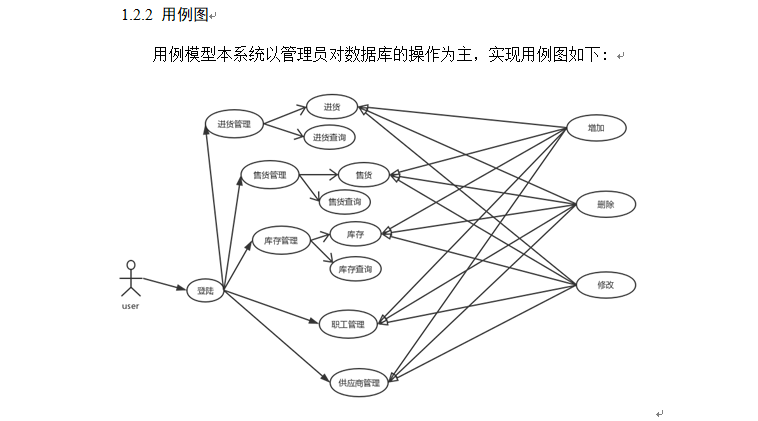 1.2.2 用例图
用例模型本系统以管理员对数据库的操作为主，实现用例图如下：
进货
进货管理
增加
进货查询
售货管理
售货
售货查询
删除
库存管理
库存
库存查询
user
登陆
修改
职工管理
供应商管理